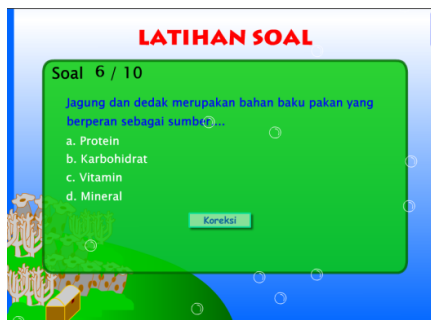 LATIHAN SOAL
Soal 6 / 10
Jagung dan dedak merupakan bahan baku pakan yang
berperan sebagai sumber....
a. Protein
b. Karbohidrat
c. Vitamin
d. Mineral
Koreksi